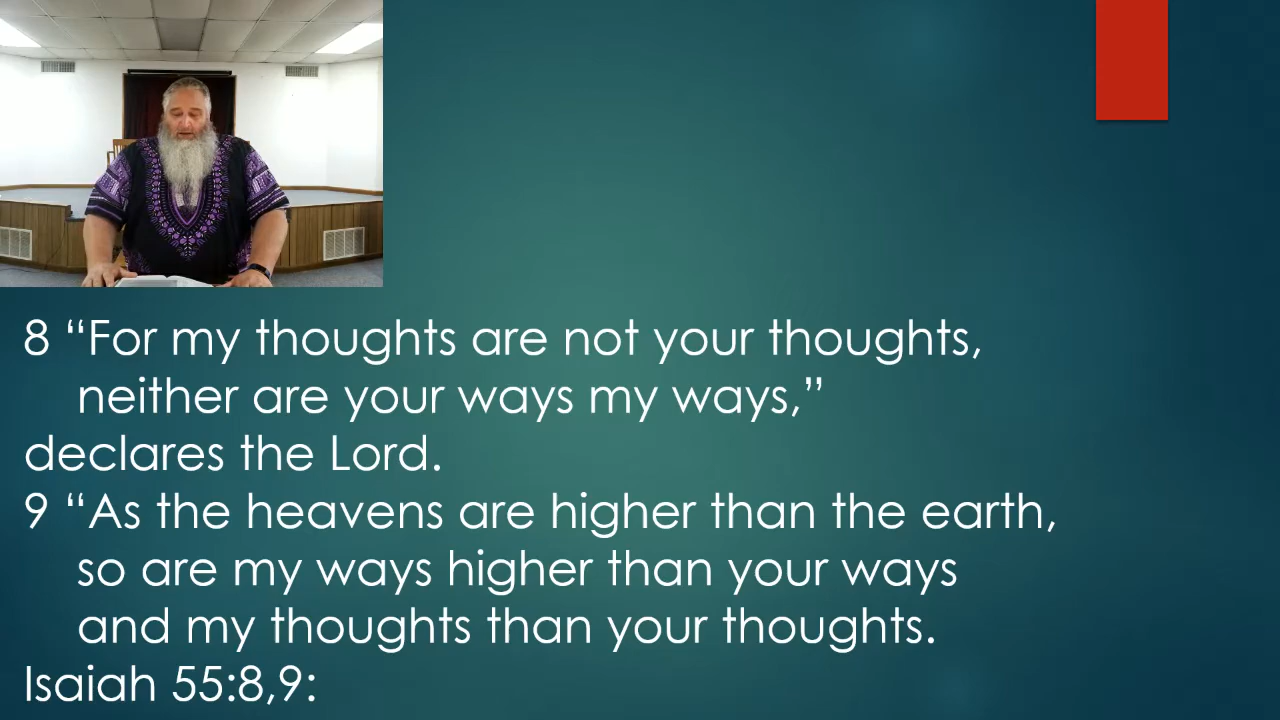 8 “For my thoughts are not your thoughts,
neither are your ways my ways,”
declares the Lord.
9 “As the heavens are higher than the earth,
so are my ways higher than your ways
and my thoughts than your thoughts.
Isaiah 55:8,9: